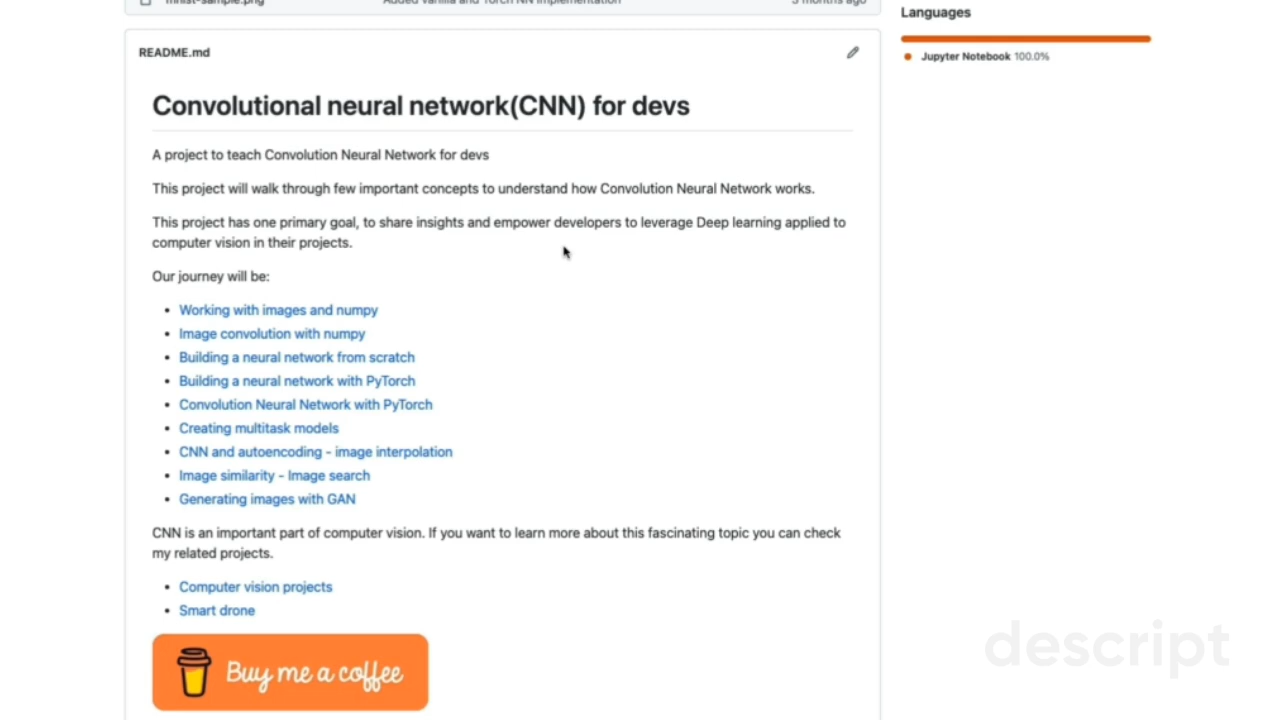 mnist-sample.png Added Vanilla and Torch NN implementation 3 months ago
README.md
Convolutional neural network(CNN) for devs
A project to teach Convolution Neural Network for devs
This project will walk through few important concepts to understand how Convolution Neural Network works.
This project has one primary goal, to share insights and empower developers to leverage Deep learning applied to
computer vision in their projects.
Our journey will be:
Working with images and numpy
Image convolution with numpy
Building a neural network from scratch
Building a neural network with PyTorch
Convolution Neural Network with PyTorch
Creating multitask models
CNN and autoencoding - image interpolation
Image similarity - Image search
Generating images with GAN
CNN is an important part of computer vision. If you want to learn more about this fascinating topic you can check
my related projects.
Computer vision projects
Smart drone
Buy me a coffee
Languages
Jupyter Notebook 100.0%
descript